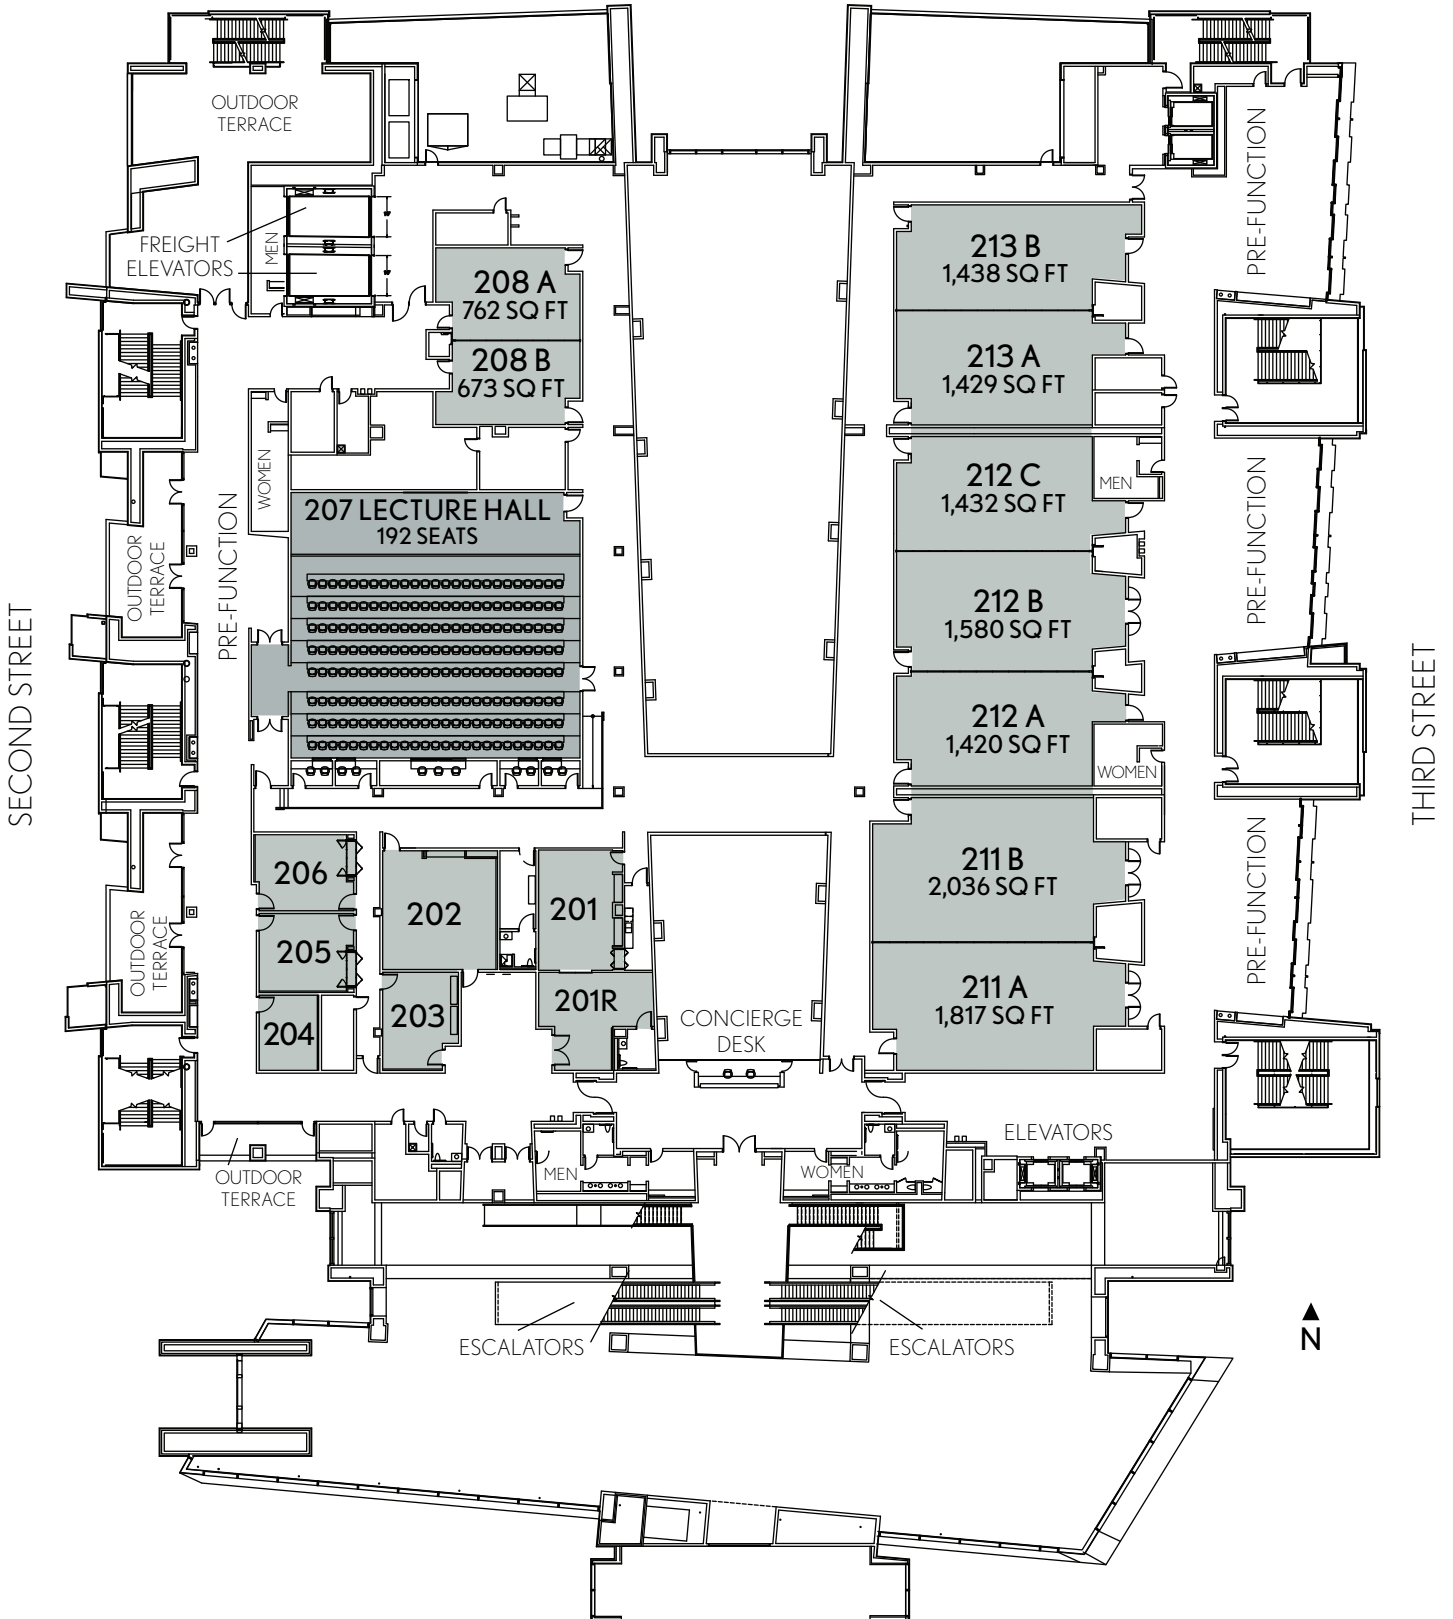 OUTDOOR
TERRACE
PRE-FUNCTION
FREIGHT
ELEVATORS
MEN
208 A
762 SQ FT
208 B
673 SQ FT
213 B
1,438 SQ FT
213 A
1,429 SQ FT
WOMEN
PRE-FUNCTION
207 LECTURE HALL
192 SEATS
212 C
1,432 SQ FT
MEN
PRE-FUNCTION
OUTDOOR
TERRACE
SECOND STREET
212 B
1,580 SQ FT
THIRD STREET
212 A
1,420 SQ FT
WOMEN
206
205
204
202
203
201
201R
211 B
2,036 SQ FT
211 A
1,817 SQ FT
PRE-FUNCTION
OUTDOOR
TERRACE
CONCIERGE
DESK
OUTDOOR
TERRACE
MEN
WOMEN
ELEVATORS
ESCALATORS
ESCALATORS
N